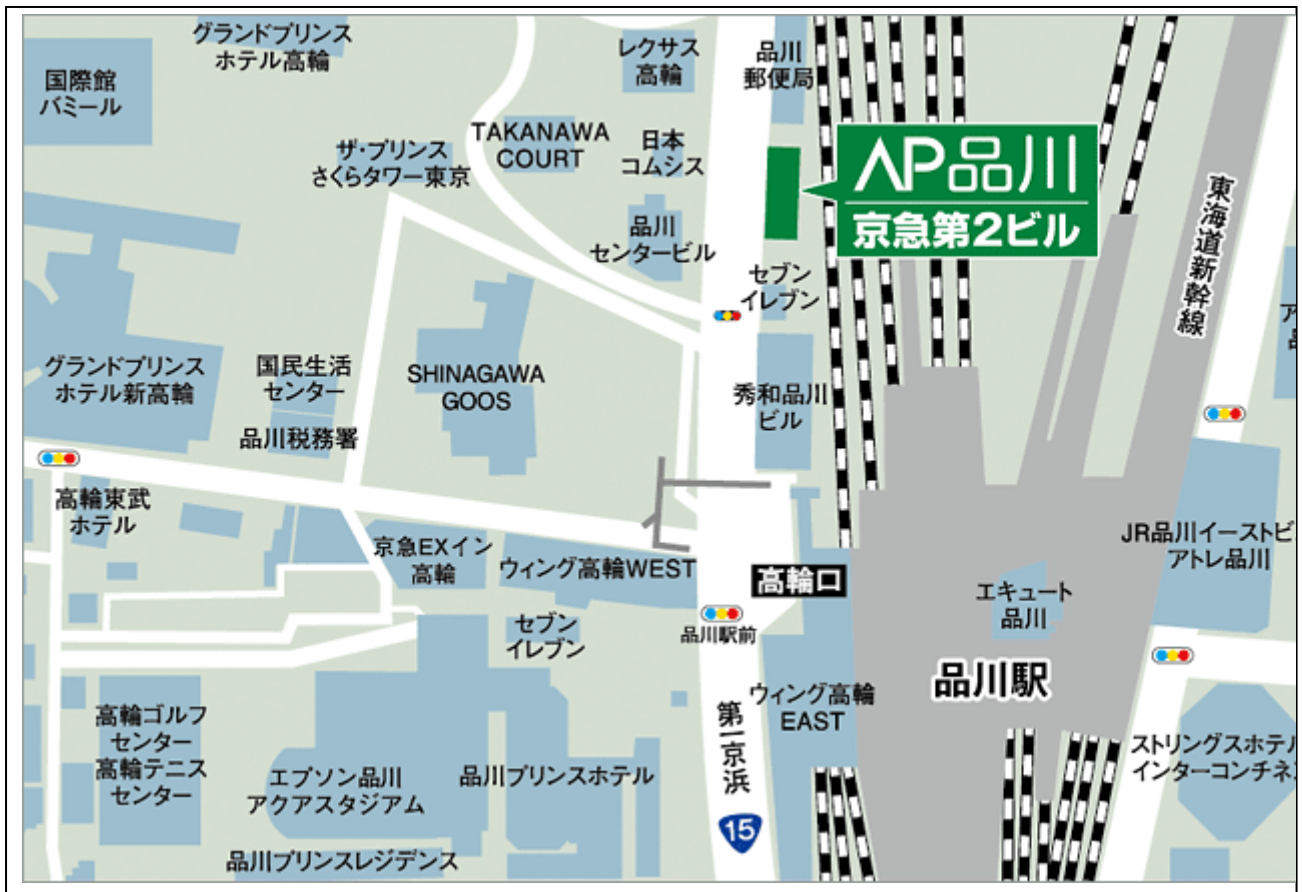 グランドプリンス
ホテル高輪
国際館
パミール
レクサス
高輪
品川
郵便局
TAKANAWA
COURT
日本
コムシス
ザ・プリンス
さくらタワー東京
AP品川
京急第2ビル
品川
センタービル
セブン
イレブン
東海道新幹線
グランドプリンス
ホテル新高輪
国民生活
センター
品川税務署
SHINAGAWA
GOOS
秀和品川
ビル
高輪東武
ホテル
京急EXイン
高輪
ウィング高輪WEST
高輪口
JR品川イーストビ
アトレ品川
エキュート
品川
セブン
イレブン
品川駅前
品川駅
ウィング高輪
EAST
第一京浜
15
高輪ゴルフ
センター
高輪テニス
センター
エプソン品川
アクアスタジアム
品川プリンスホテル
ストリングスホテル
インターコンチネ
品川プリンスレジデンス